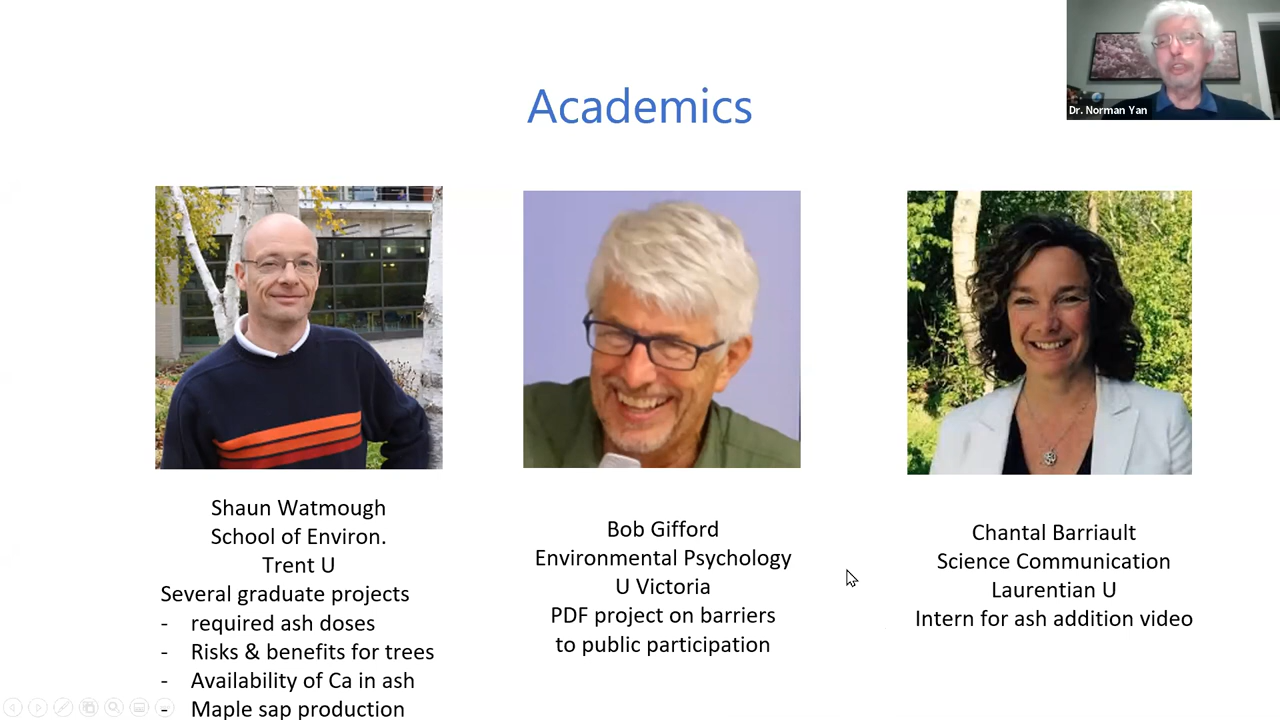 Academics
Dr. Norman Yan
Shaun Watmough
School of Environ.
Trent U
Several graduate projects
- required ash doses
- Risks & benefits for trees
- Availability of Ca in ash
- Maple sap production
Bob Gifford
Environmental Psychology
U Victoria
PDF project on barriers
to public participation
Chantal Barriault
Science Communication
Laurentian U
Intern for ash addition video